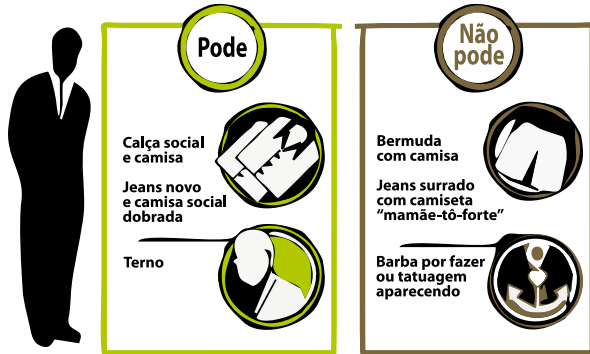 Pode
Calça social
e camisa
Jeans novo
e camisa social
dobrada
Terno
Não
pode
Bermuda
com camisa
Jeans surrado
com camiseta
“mamãe-tô-forte”
Barba por fazer
ou tatuagem
aparecendo